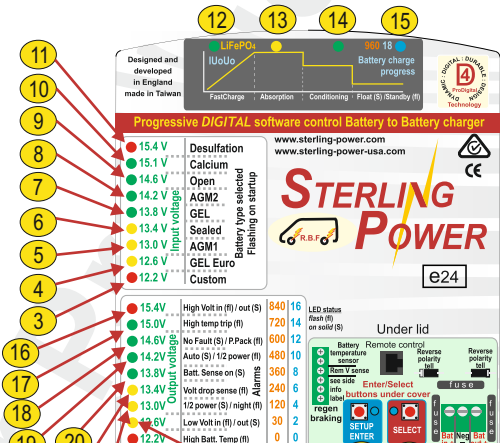 12
13
14
15
LiFePO4
960 18
IUoUo
Battery charge
progress
FastCharge
Absorption
Conditioning
Float (S) /Standby (fl)
Designed and
developed
in England
made in Taiwan
DYNAMIC · DIGITAL · DURABLE · DESIGN
D4
ProDigital
Technology
Progressive DIGITAL software control Battery to Battery charger
11
10
9
8
7
6
5
4
3
15.4 V Desulfation
15.1 V Calcium
14.6 V Open
14.2 V AGM2
13.8 V GEL
13.4 V Sealed
13.0 V AGM1
12.6 V GEL Euro
12.2 V Custom
Input voltage
Battery type selected
Flashing on startup
www.sterling-power.com
www.sterling-power-usa.com
CE
STERLING
POWER
R.B.F
e24
16
17
18
19
20
15.4V High Volt in (fl) / out (S) 840 16
15.0V High temp trip (fl) 720 14
14.6V No Fault (S) / P.Pack (fl) 600 12
14.2V Auto (S) / 1/2 power (fl) 480 10
13.8V Batt. Sense on (S) 360 8
13.4V Volt drop sense (fl) 240 6
13.0V 1/2 power (S) / night (fl) 120 4
12.6V Low Volt in (fl) / out (S) 30 2
12.2V High Batt. Temp (fl) 0 0
Output voltage
Alarms
LED status
flash (fl)
on solid (S)
Under lid
Battery
temperature
sensor
Rem V sense
see side
info
label
regen
braking
Remote control
Reverse
polarity
tell
Reverse
polarity
tell
fuse
Enter/Select
buttons under cover
SETUP
ENTER
SELECT
fuse
fuse
Bat
Neg
Bat